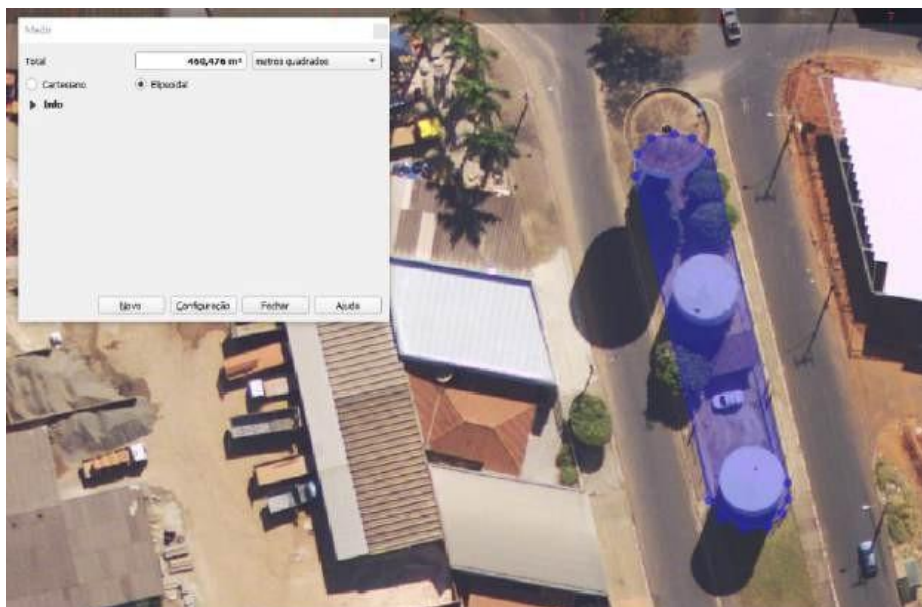 Medir
Total 460,476 m² metros quadrados
Cartesiano Elipsoidal
Info
Novo Configuração Fechar Ajuda